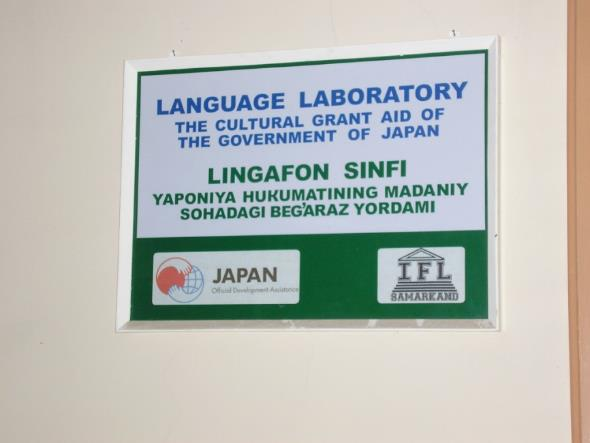 LANGUAGE LABORATORY
THE CULTURAL GRANT AID OF
THE GOVERNMENT OF JAPAN
LINGAFON SINFI
YAPONIYA HUKUMATINING MADANIY
SOHADAGI BEG'ARAZ YORDAMI
JAPAN
Official Development Assistance
IFL
SAMARKAND